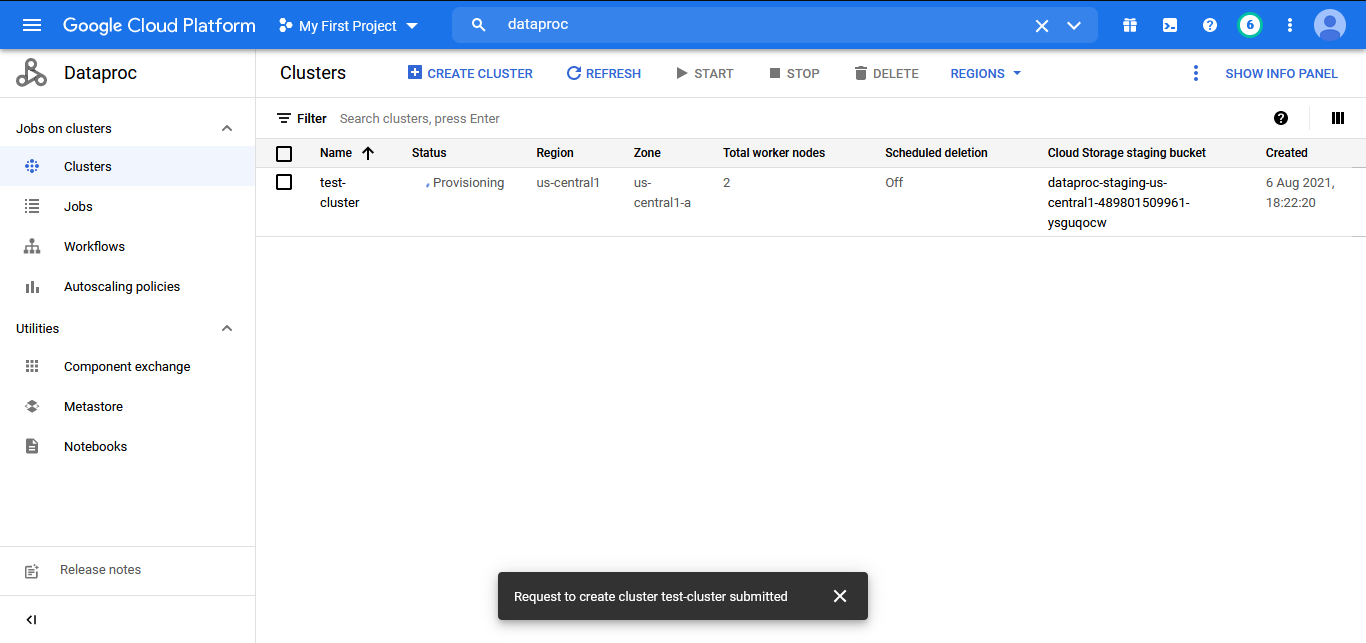 Google Cloud Platform
My First Project
dataproc
6
Dataproc
Clusters
CREATE CLUSTER
REFRESH
START
STOP
DELETE
REGIONS
SHOW INFO PANEL
Jobs on clusters
Clusters
Jobs
Workflows
Autoscaling policies
Utilities
Component exchange
Metastore
Notebooks
Release notes
Filter
Search clusters, press Enter
Name
Status
Region
Zone
Total worker nodes
Scheduled deletion
Cloud Storage staging bucket
Created
test-
cluster
Provisioning
us-central1
us-
central1-a
2
Off
dataproc-staging-us-
central1-489801509961-
ysguqocw
6 Aug 2021,
18:22:20
Request to create cluster test-cluster submitted